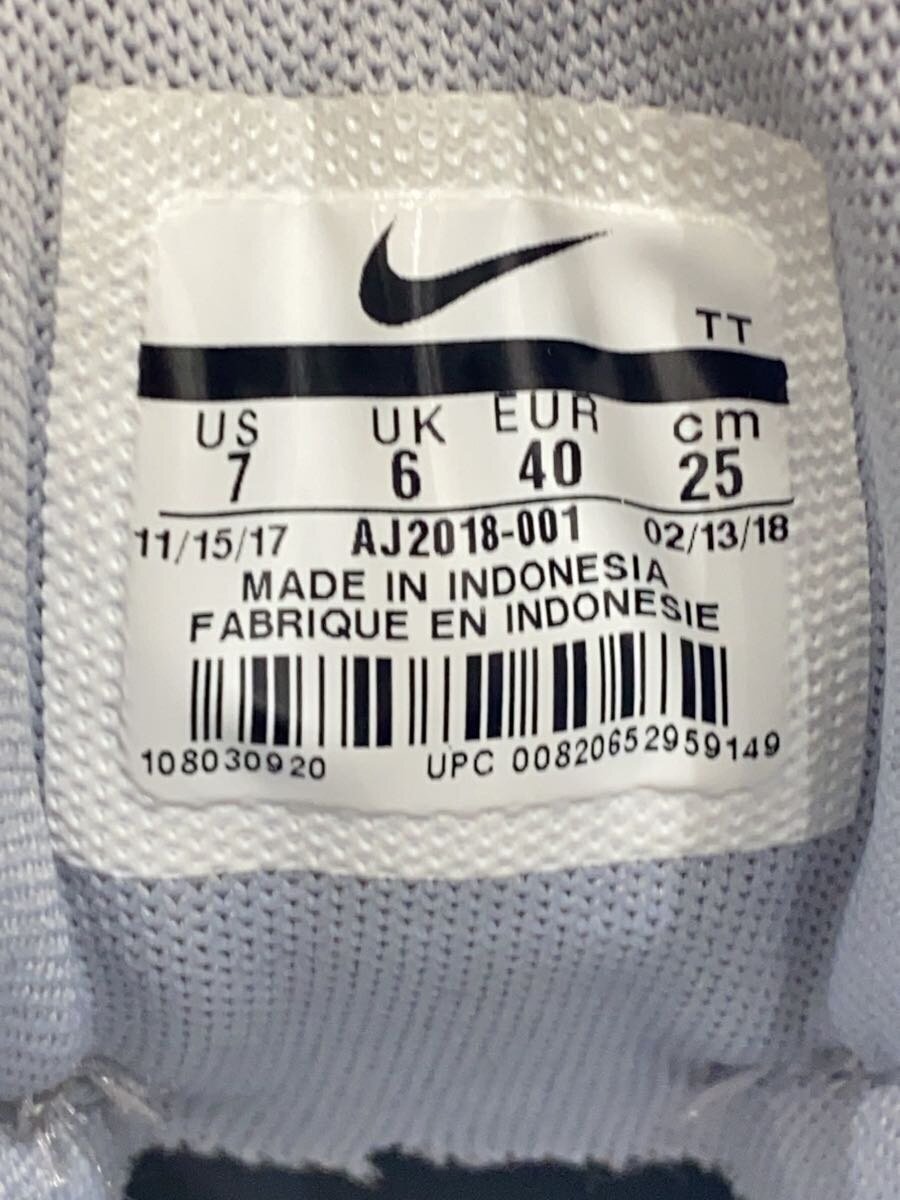 TT
US UK EUR cm
7 6 40 25
11/15/17 AJ2018-001 02/13/18
MADE IN INDONESIA
FABRIQUE EN INDONESIE
108030920 UPC 00820652959149